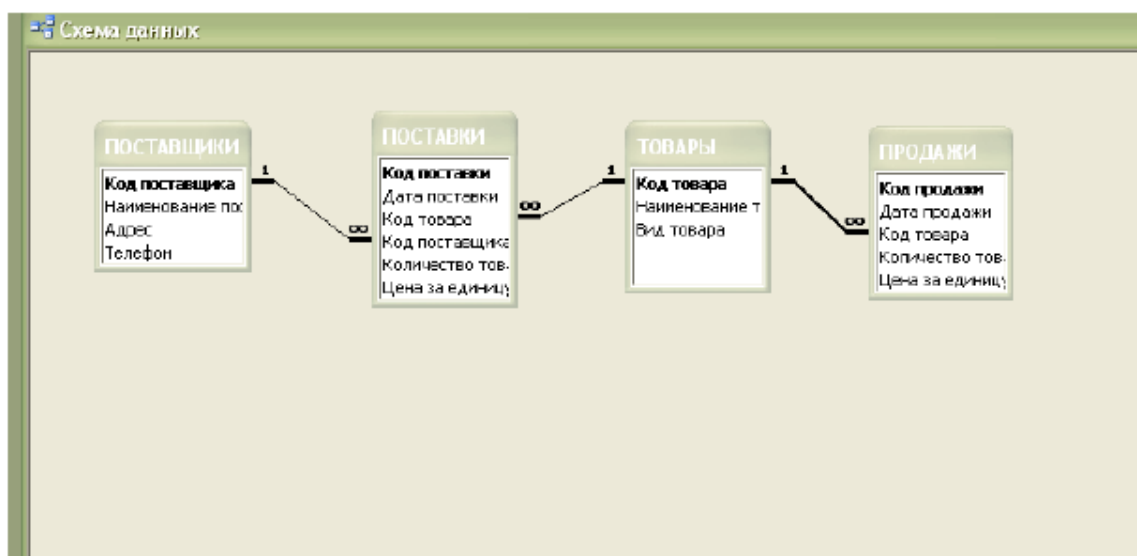 Схема данных
ПОСТАВЩИКИ
Код поставщика
Наименование пос
Адрес
Телефон
1
∞
ПОСТАВКИ
Код поставки
Дата поставки
Код товара
Код поставщика
Количество тов
Цена за единицу
∞
1
ТОВАРЫ
Код товара
Наименование т
Вид товара
1
∞
ПРОДАЖИ
Код продажи
Дата продажи
Код товара
Количество тов
Цена за единицу